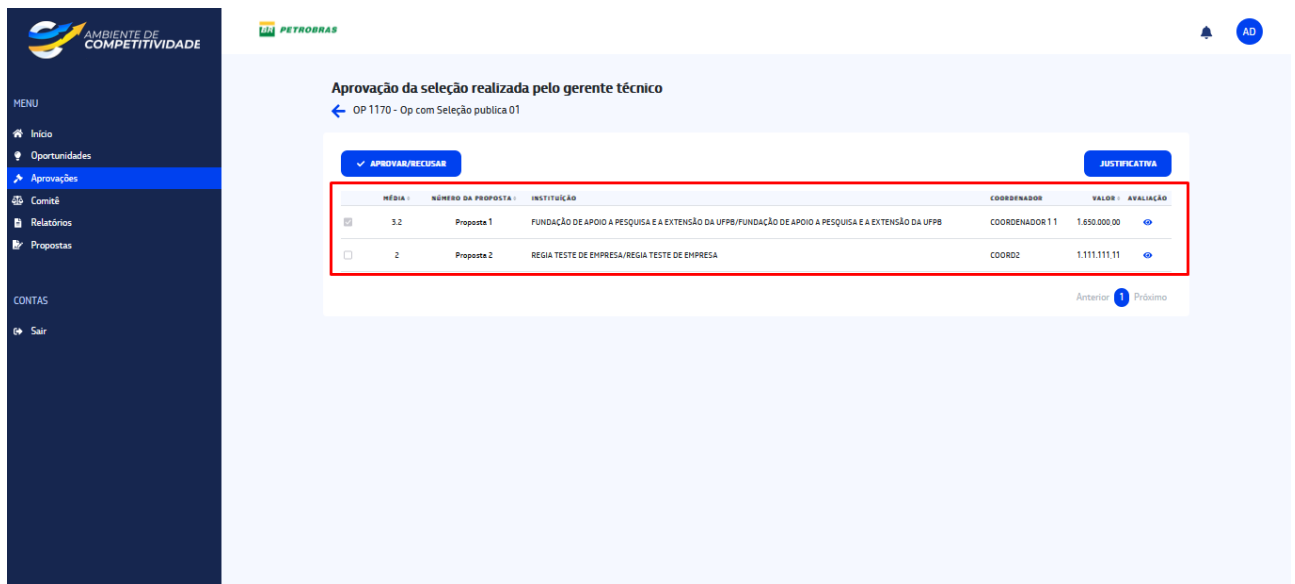 AMBIENTE DE
COMPETITIVIDADE
BR PETROBRAS
AD
MENU
Início
Oportunidades
Aprovações
Comitê
Relatórios
Propostas
CONTAS
Sair
Aprovação da seleção realizada pelo gerente técnico
OP 1170 - Op com Seleção publica 01
APROVAR/RECUSAR
JUSTIFICATIVA
MÉDIA NÚMERO DA PROPOSTA INSTITUIÇÃO COORDENADOR VALOR AVALIAÇÃO
3.2 Proposta 1 FUNDAÇÃO DE APOIO A PESQUISA E A EXTENSÃO DA UFPB/FUNDAÇÃO DE APOIO A PESQUISA E A EXTENSÃO DA UFPB COORDENADOR 1 1 1.650.000,00
2 Proposta 2 REGIA TESTE DE EMPRESA/REGIA TESTE DE EMPRESA COORD2 1.111.111,11
Anterior 1 Próximo